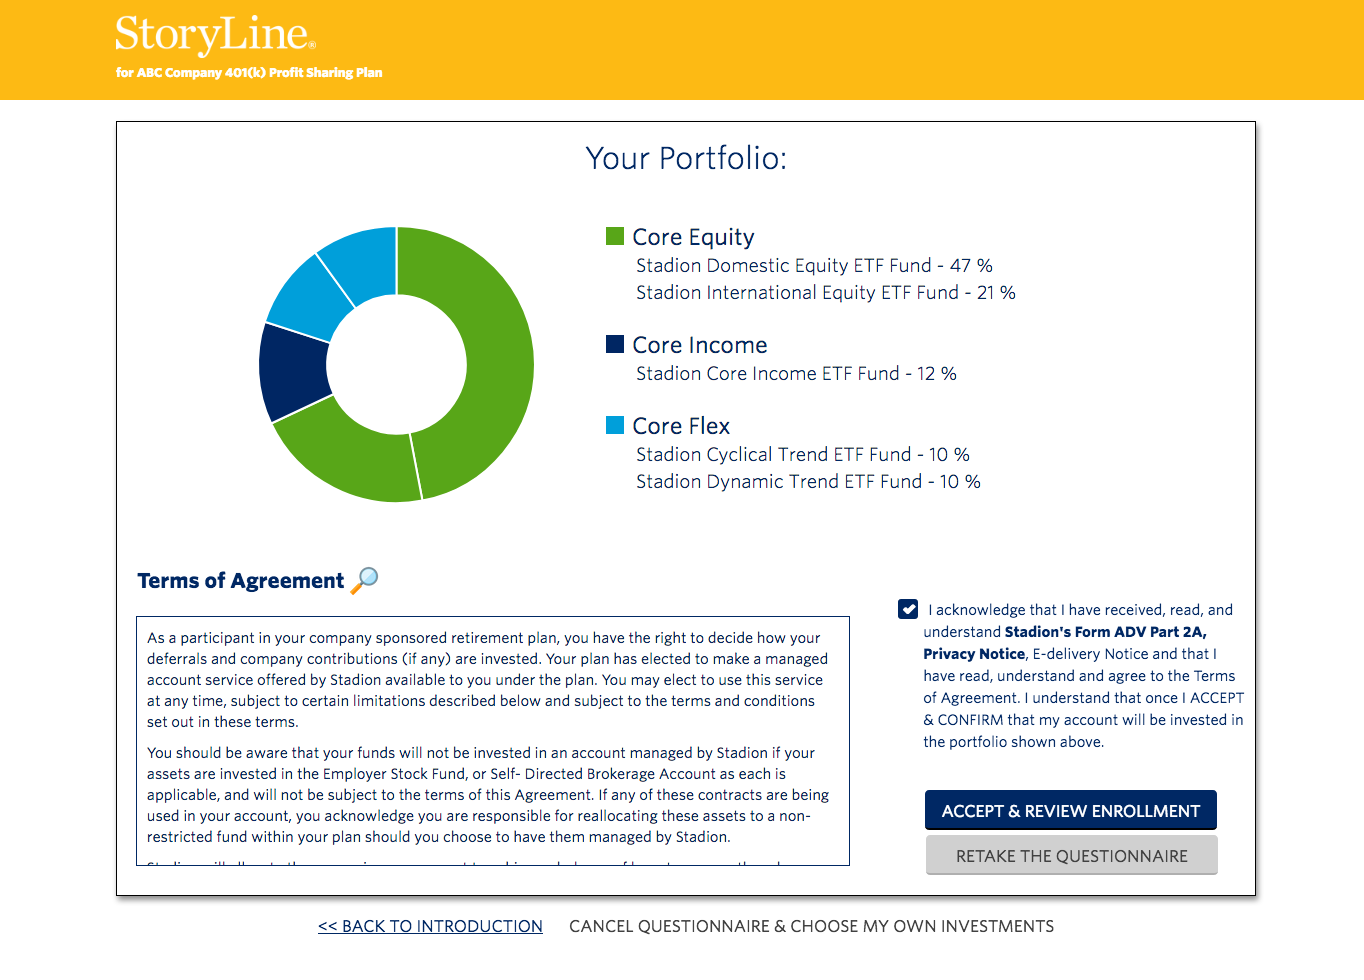 StoryLine®
for ABC Company 401(k) Profit Sharing Plan
Your Portfolio:
Core Equity
Stadion Domestic Equity ETF Fund - 47 %
Stadion International Equity ETF Fund - 21 %
Core Income
Stadion Core Income ETF Fund - 12 %
Core Flex
Stadion Cyclical Trend ETF Fund - 10 %
Stadion Dynamic Trend ETF Fund - 10 %
Terms of Agreement
As a participant in your company sponsored retirement plan, you have the right to decide how your
deferrals and company contributions (if any) are invested. Your plan has elected to make a managed
account service offered by Stadion available to you under the plan. You may elect to use this service
at any time, subject to certain limitations described below and subject to the terms and conditions
set out in these terms.
You should be aware that your funds will not be invested in an account managed by Stadion if your
assets are invested in the Employer Stock Fund, or Self- Directed Brokerage Account as each is
applicable, and will not be subject to the terms of this Agreement. If any of these contracts are being
used in your account, you acknowledge you are responsible for reallocating these assets to a non-
restricted fund within your plan should you choose to have them managed by Stadion.
I acknowledge that I have received, read, and
understand Stadion's Form ADV Part 2A,
Privacy Notice, E-delivery Notice and that I
have read, understand and agree to the Terms
of Agreement. I understand that once I ACCEPT
& CONFIRM that my account will be invested in
the portfolio shown above.
ACCEPT & REVIEW ENROLLMENT
RETAKE THE QUESTIONNAIRE
<< BACK TO INTRODUCTION
CANCEL QUESTIONNAIRE & CHOOSE MY OWN INVESTMENTS